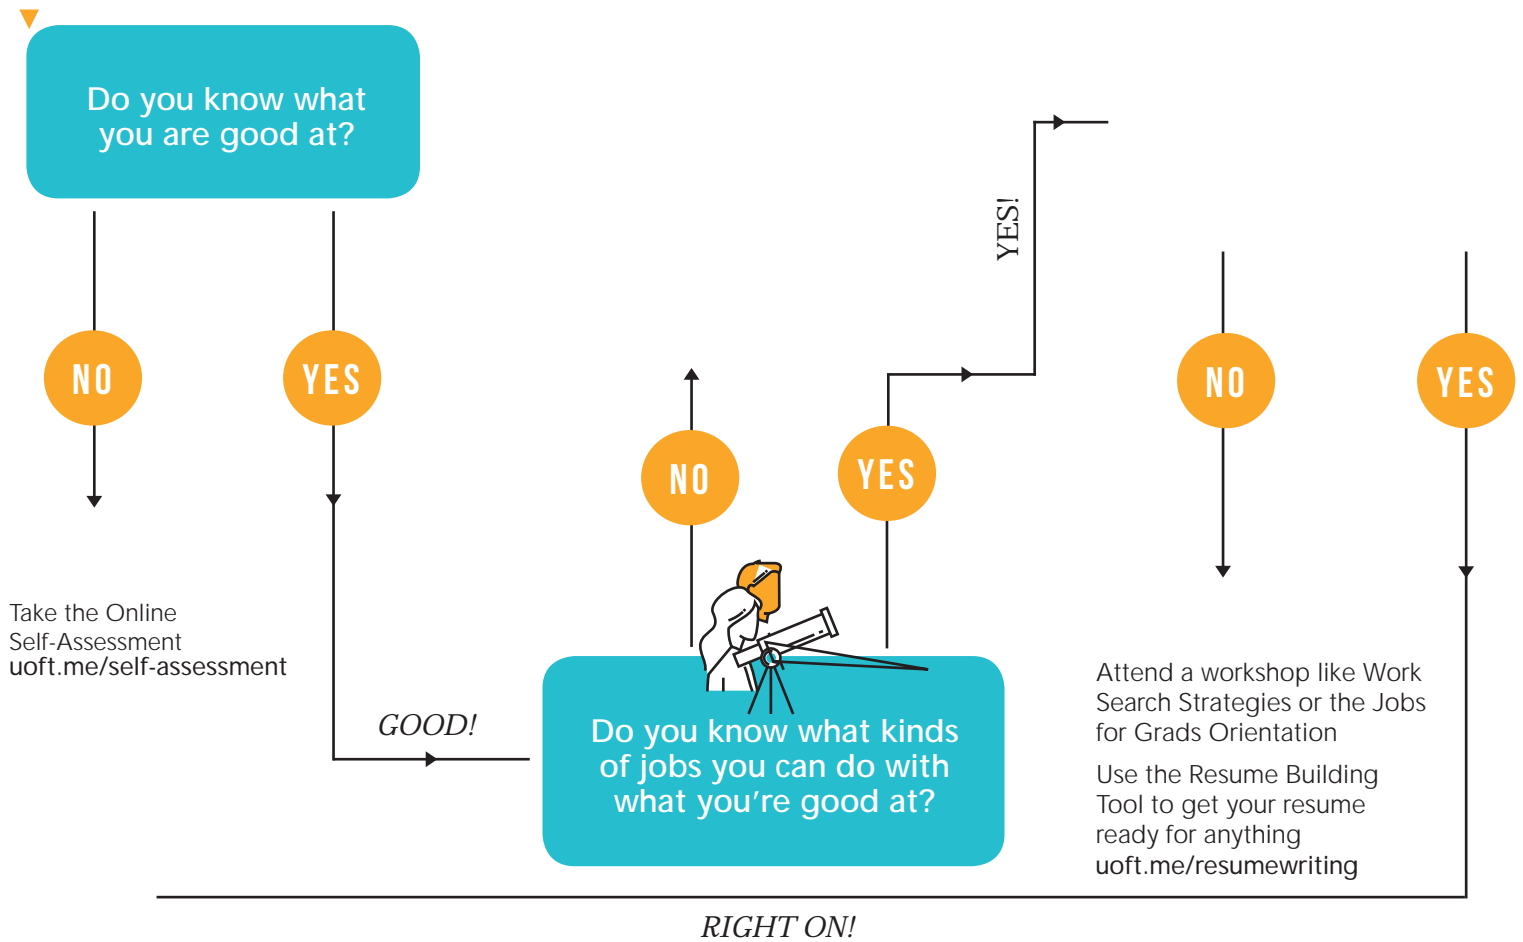 Do you know what
you are good at?
NO
YES
Take the Online
Self-Assessment
uoft.me/self-assessment
GOOD!
NO
YES
YES!
Do you know what kinds
of jobs you can do with
what you're good at?
NO
YES
Attend a workshop like Work
Search Strategies or the Jobs
for Grads Orientation
Use the Resume Building
Tool to get your resume
ready for anything
uoft.me/resumewriting
RIGHT ON!